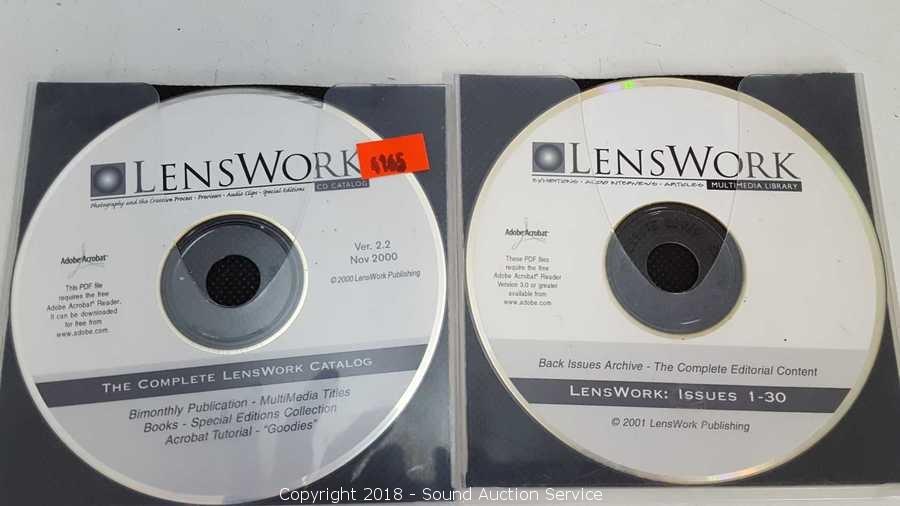 LENSWORK
CD CATALOG
Photography and the Creative Process - Previews - Audio Clips - Special Editions
4145
Adobe Acrobat
This PDF file
requires the free
Adobe Acrobat® Reader.
It can be downloaded
for free from
www.adobe.com.
Ver. 2.2
Nov 2000
© 2000 LensWork Publishing
THE COMPLETE LENSWORK CATALOG
Bimonthly Publication - MultiMedia Titles
Books - Special Editions Collection
Acrobat Tutorial - "Goodies"
LENSWORK
EXHIBITIONS • AUDIO INTERVIEWS • ARTICLES
MULTIMEDIA LIBRARY
Adobe Acrobat
These PDF files
require the free
Adobe Acrobat® Reader
Version 3.0 or greater
available from
www.adobe.com
Back Issues Archive - The Complete Editorial Content
LENSWORK: ISSUES 1-30
© 2001 LensWork Publishing
Copyright 2018 - Sound Auction Service